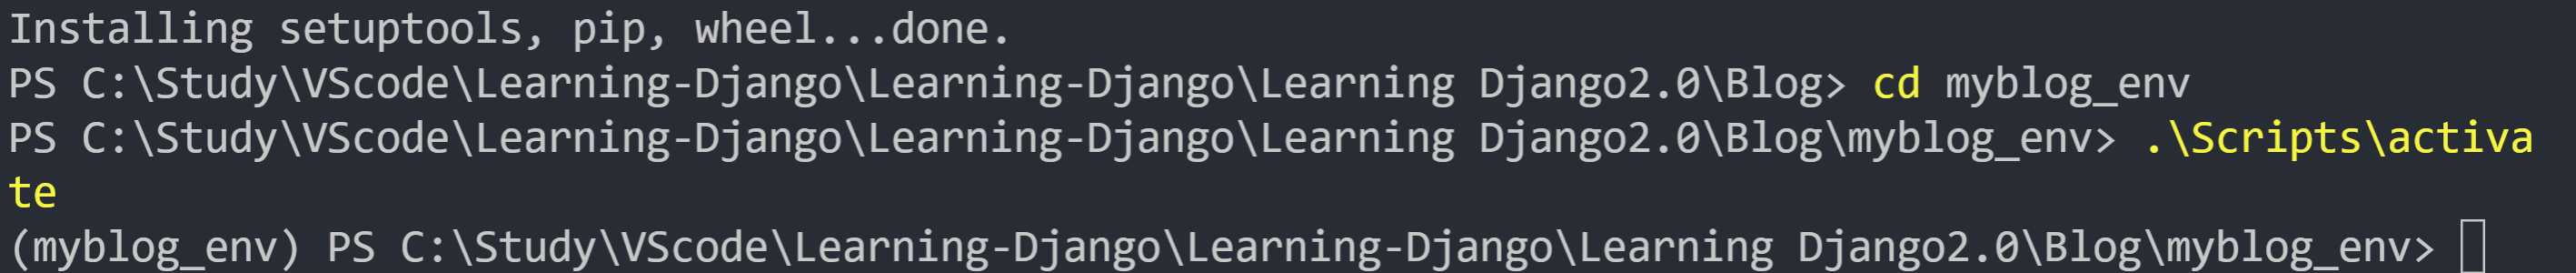 Installing setuptools, pip, wheel...done.
PS C:\Study\VScode\Learning-Django\Learning-Django\Learning Django2.0\Blog> cd myblog_env
PS C:\Study\VScode\Learning-Django\Learning-Django\Learning Django2.0\Blog\myblog_env> .\Scripts\activa
te
(myblog_env) PS C:\Study\VScode\Learning-Django\Learning-Django\Learning Django2.0\Blog\myblog_env>